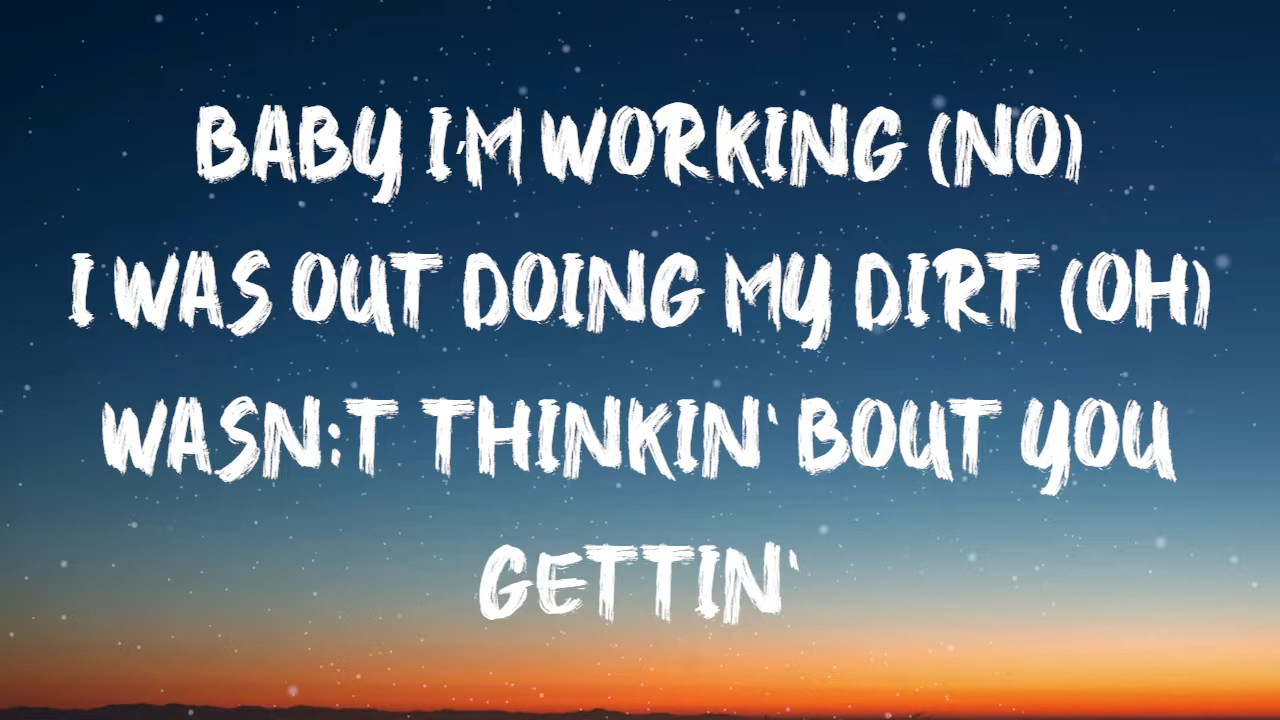 BABY I'M WORKING (NO)
I WAS OUT DOING MY DIRT (OH)
WASN:T THINKIN' BOUT YOU
GETTIN'